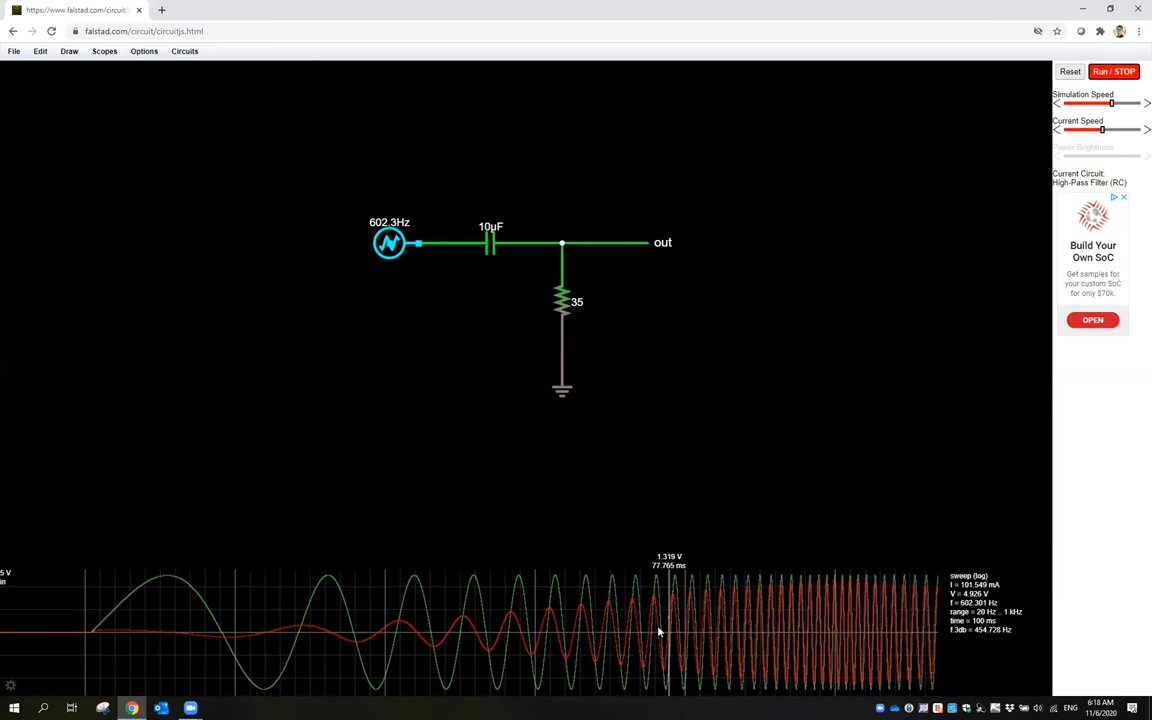 https://www.falstad.com/circuit/
falstad.com/circuit/circuitjs.html
File Edit Draw Scopes Options Circuits
Reset Run / STOP
Simulation Speed
Current Speed
Power Brightness
Current Circuit:
High-Pass Filter (RC)
Build Your
Own SoC
Get samples for
your custom SoC
for only $70k.
OPEN
602.3Hz
10µF
out
35
1.319 V
77.765 ms
5 V
in
sweep (log)
I = 101.549 mA
V = 4.926 V
f = 602.301 Hz
range = 20 Hz .. 1 kHz
time = 100 ms
f.3db = 454.728 Hz
ENG
6:18 AM
11/6/2020